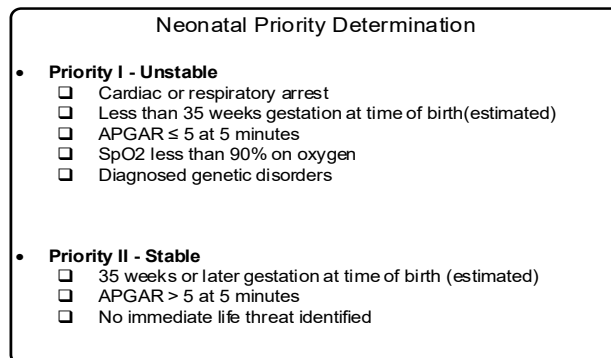 Neonatal Priority Determination
• Priority I - Unstable
❑ Cardiac or respiratory arrest
❑ Less than 35 weeks gestation at time of birth(estimated)
❑ APGAR ≤ 5 at 5 minutes
❑ SpO2 less than 90% on oxygen
❑ Diagnosed genetic disorders
• Priority II - Stable
❑ 35 weeks or later gestation at time of birth (estimated)
❑ APGAR > 5 at 5 minutes
❑ No immediate life threat identified